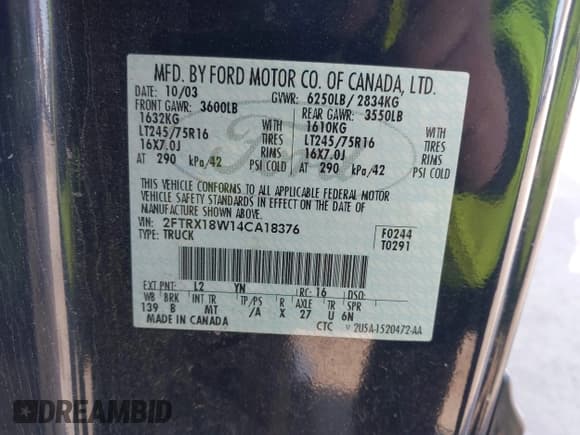 MFD. BY FORD MOTOR CO. OF CANADA, LTD.
DATE: 10/03 GVWR: 6250LB / 2834KG
FRONT GAWR: 3600LB REAR GAWR: 3550LB
1632KG WITH 1610KG WITH
LT245/75R16 TIRES LT245/75R16 TIRES
16X7.0J RIMS 16X7.0J RIMS
AT 290 kPa/42 PSI COLD AT 290 kPa/42 PSI COLD
THIS VEHICLE CONFORMS TO ALL APPLICABLE FEDERAL MOTOR
VEHICLE SAFETY STANDARDS IN EFFECT ON THE DATE OF
MANUFACTURE SHOWN ABOVE.
VIN: 2FTRX18W14CA18376 F0244
TYPE: TRUCK T0291
EXT PNT: L2 YN RC: 16 DSO:
WB BRK INT TR TP/PS R AXLE TR SPR
139 B MT /A X 27 U 6N
MADE IN CANADA CTC 2U5A-1520472-AA
Ford
DREAMBID